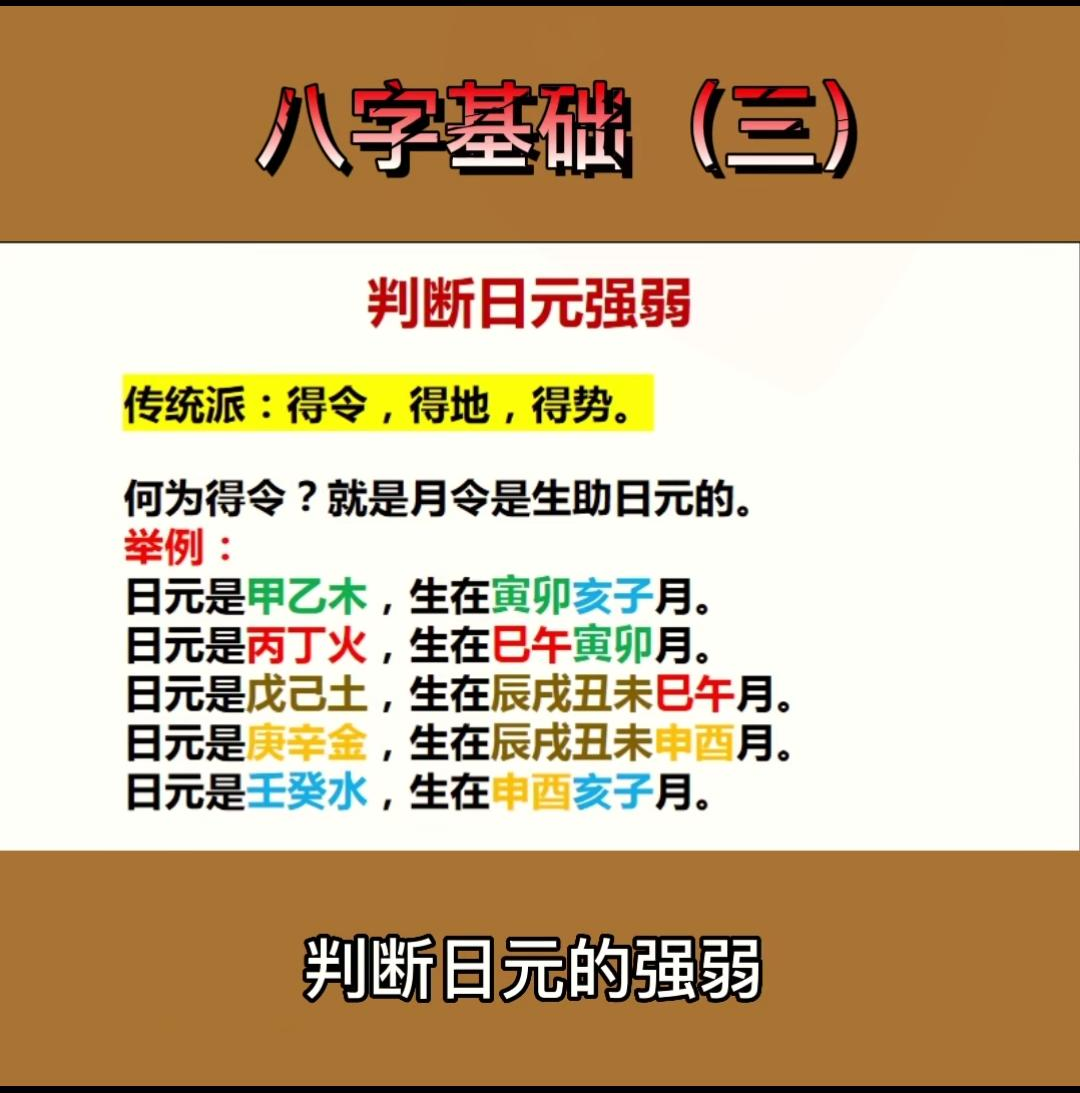 八字基础（三）
判断日元强弱
传统派：得令，得地，得势。
何为得令？就是月令是生助日元的。
举例：
日元是甲乙木，生在寅卯亥子月。
日元是丙丁火，生在巳午寅卯月。
日元是戊己土，生在辰戌丑未巳午月。
日元是庚辛金，生在辰戌丑未申酉月。
日元是壬癸水，生在申酉亥子月。
判断日元的强弱